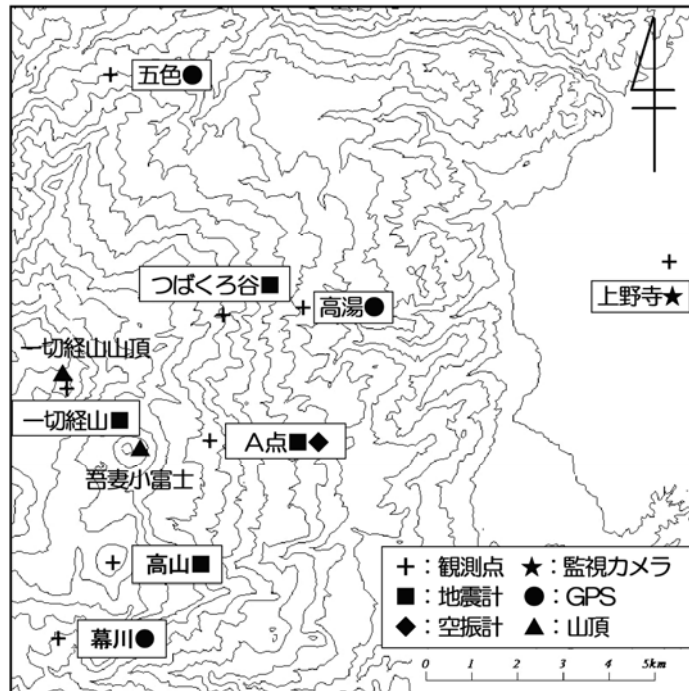 五色●
上野寺★
つばくろ谷■
高湯●
一切経山山頂
一切経山■
A点■◆
吾妻小富士
高山■
幕川●
+：観測点 ★：監視カメラ
■：地震計 ●：GPS
◆：空振計 ▲：山頂
0 1 2 3 4 5km